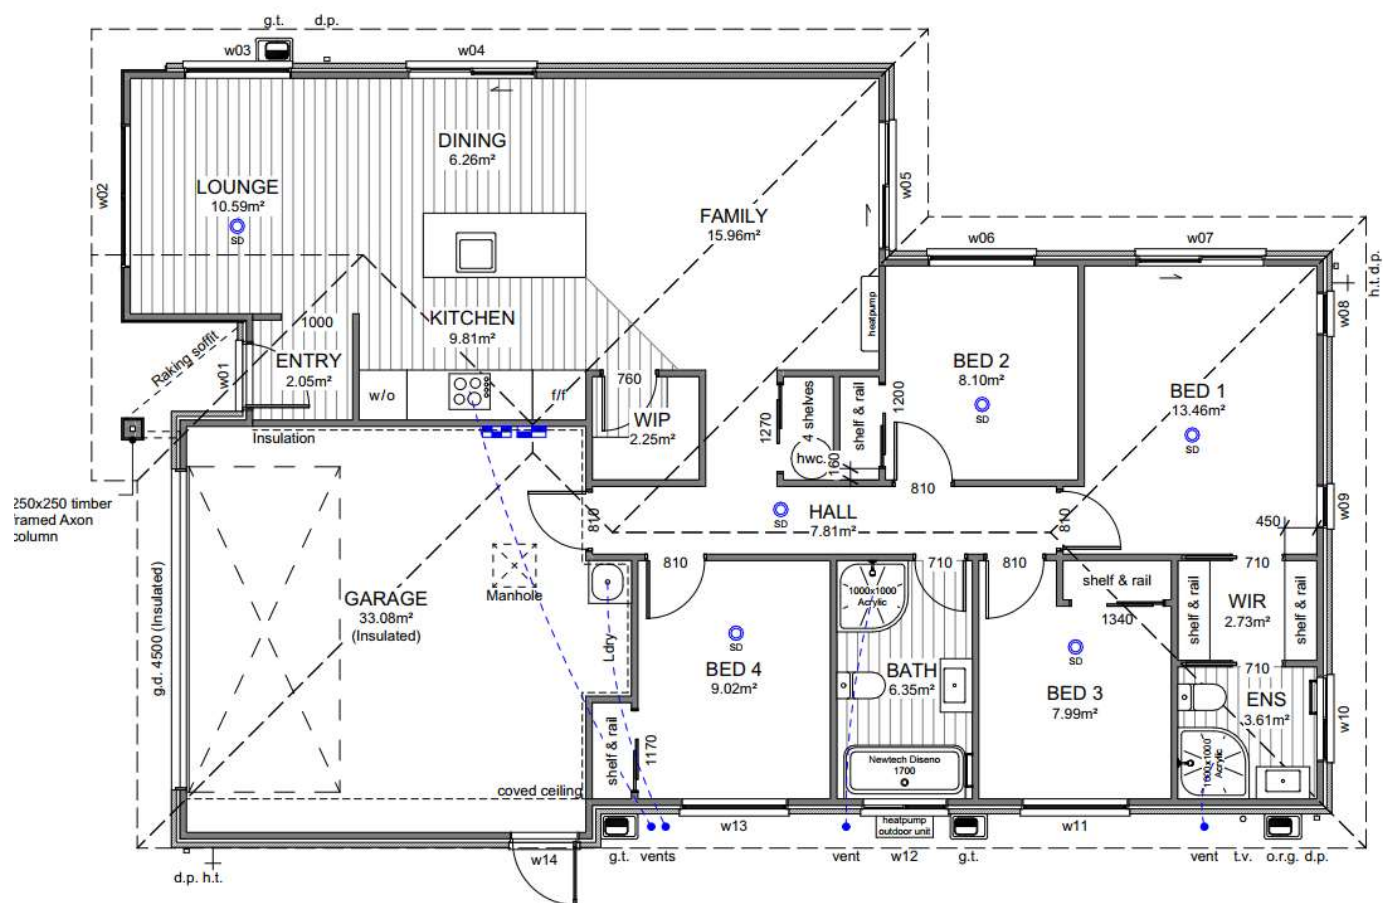 g.t. d.p.
w03
w04
DINING
6.26m²
LOUNGE
10.59m²
SD
w02
FAMILY
15.96m²
w05
w06
w07
h.t. d.p.
w08
heatpump
1000
KITCHEN
9.81m²
Raking soffit
w01
ENTRY
2.05m²
w/o
f/f
760
WIP
2.25m²
1270
4 shelves
hwc.
shelf & rail
160
1200
BED 2
8.10m²
SD
BED 1
13.46m²
SD
Insulation
250x250 timber
framed Axon
column
810
HALL
7.81m²
SD
810
810
w09
450
g.d. 4500 (Insulated)
GARAGE
33.08m²
(Insulated)
Manhole
Ldry
810
1000x1000
Acrylic
710
810
shelf & rail
1340
710
shelf & rail
WIR
2.73m²
shelf & rail
710
SD
BED 4
9.02m²
BATH
6.35m²
SD
BED 3
7.99m²
ENS
3.61m²
w10
1000x1000
Acrylic
shelf & rail
1170
Newtech Diseno
1700
coved ceiling
heatpump
outdoor unit
w13
w11
w14
g.t. vents
vent
w12
g.t.
vent
t.v.
o.r.g. d.p.
d.p. h.t.